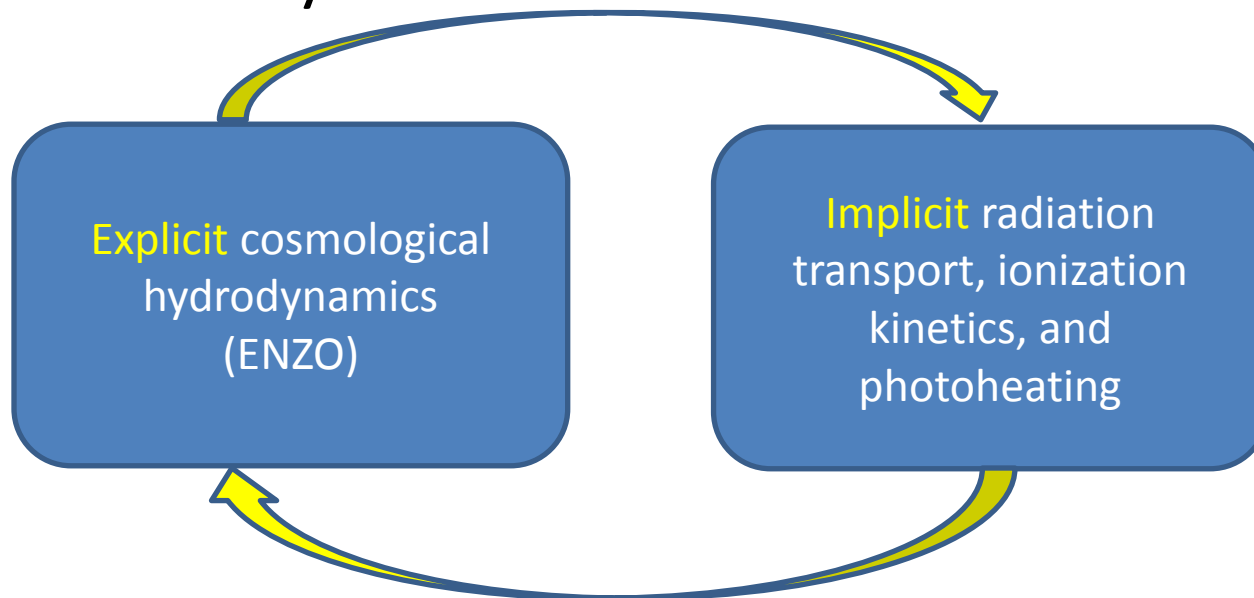 Explicit cosmological
hydrodynamics
(ENZO)
Implicit radiation
transport, ionization
kinetics, and
photoheating